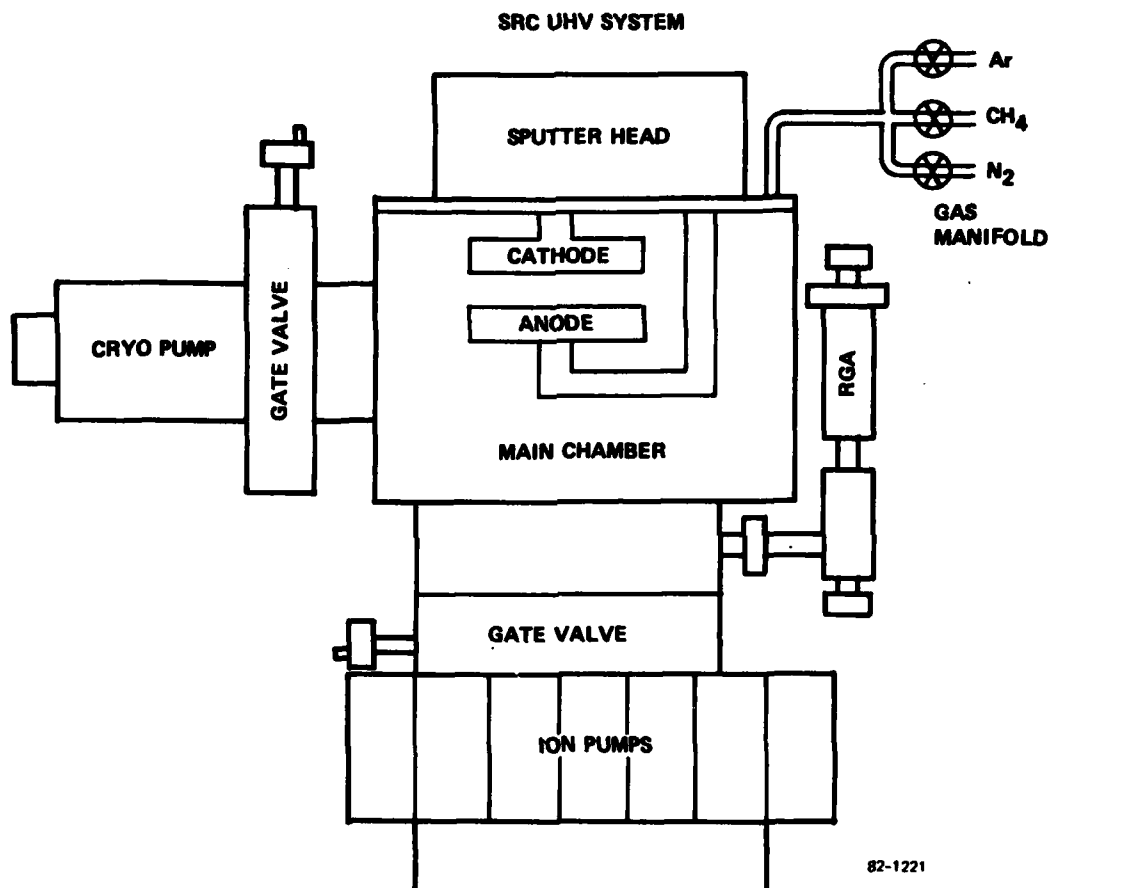 SRC UHV SYSTEM
Ar
SPUTTER HEAD
CH4
N2
GAS
MANIFOLD
CATHODE
ANODE
GATE VALVE
CRYO PUMP
RGA
MAIN CHAMBER
GATE VALVE
ION PUMPS
82-1221